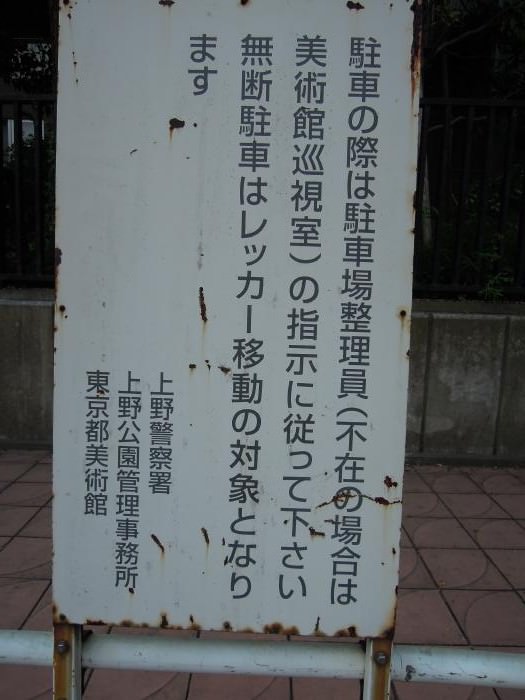 駐車の際は駐車場整理員(不在の場合は
美術館巡視室)の指示に従って下さい
無断駐車はレッカー移動の対象となり
ます
上野警察署
上野公園管理事務所
東京都美術館